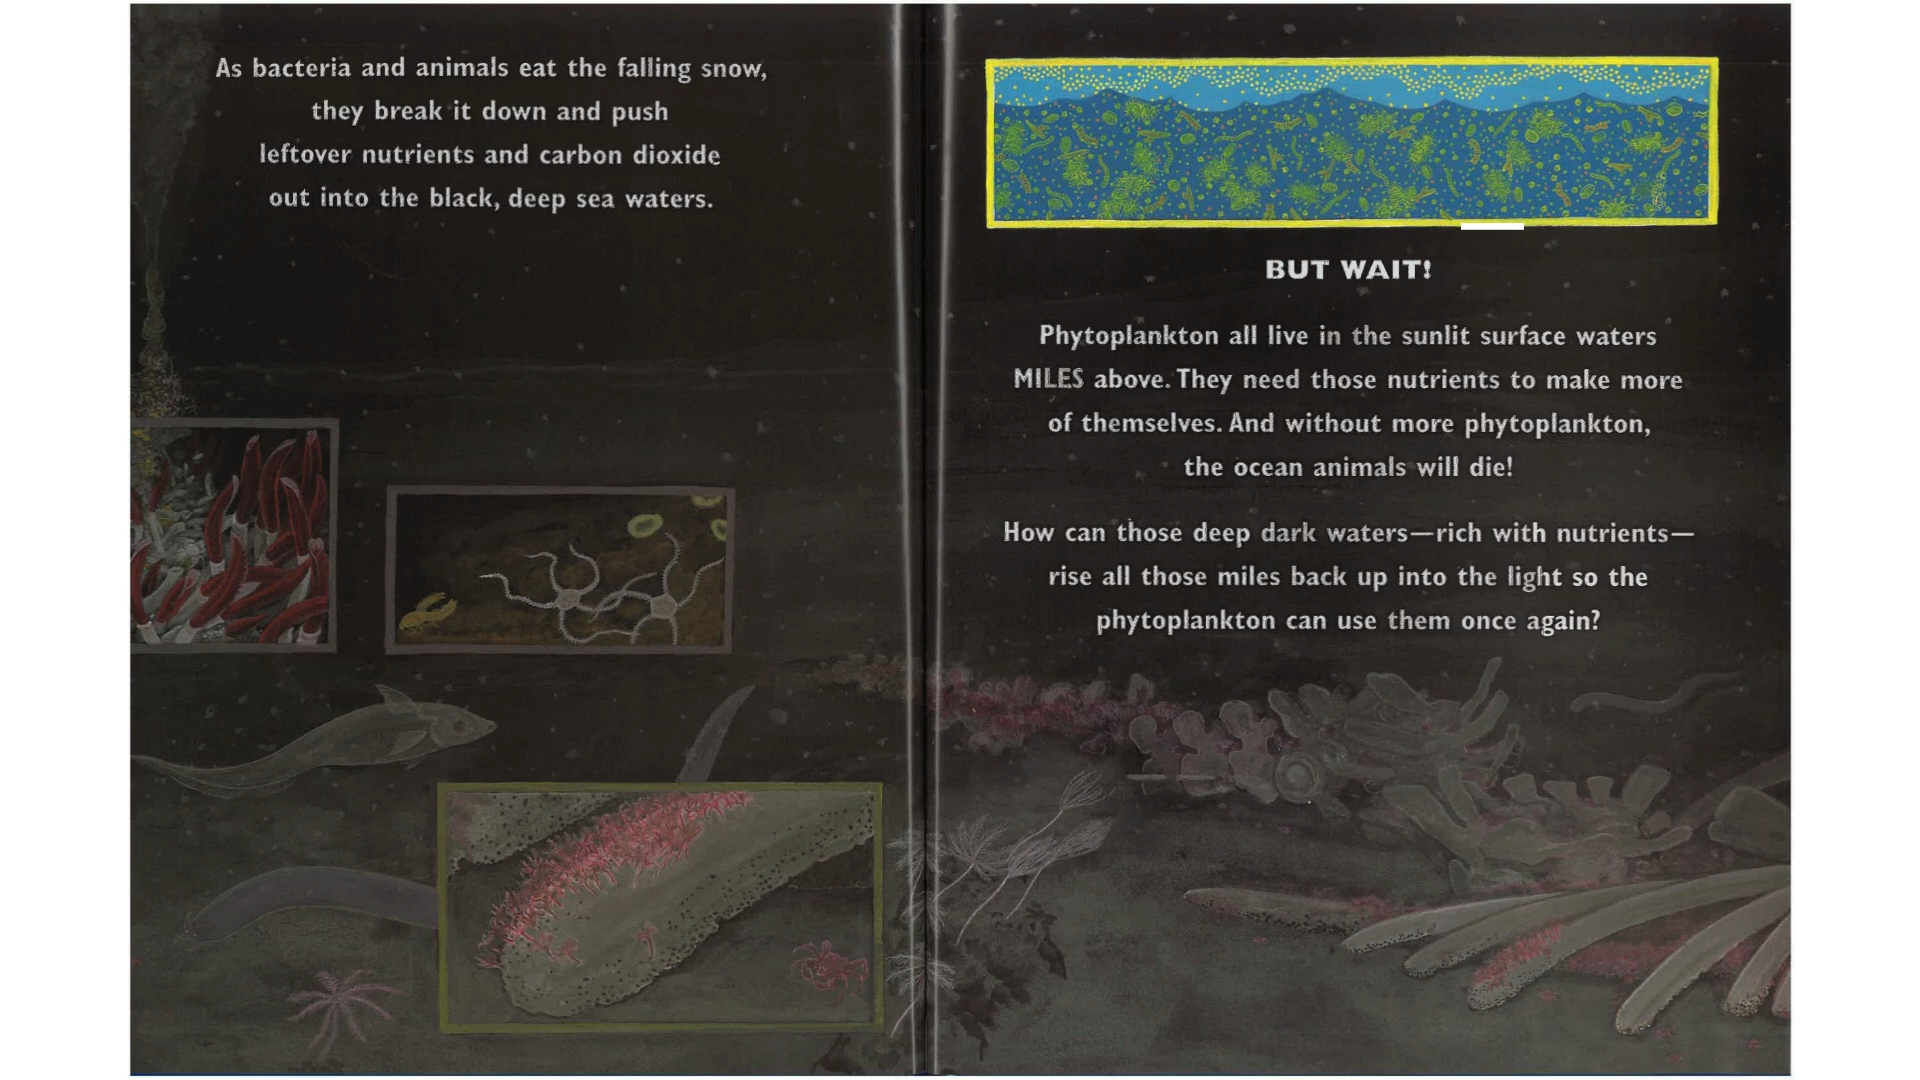 As bacteria and animals eat the falling snow,
they break it down and push
leftover nutrients and carbon dioxide
out into the black, deep sea waters.
BUT WAIT!
Phytoplankton all live in the sunlit surface waters
MILES above. They need those nutrients to make more
of themselves. And without more phytoplankton,
the ocean animals will die!
How can those deep dark waters—rich with nutrients—
rise all those miles back up into the light so the
phytoplankton can use them once again?